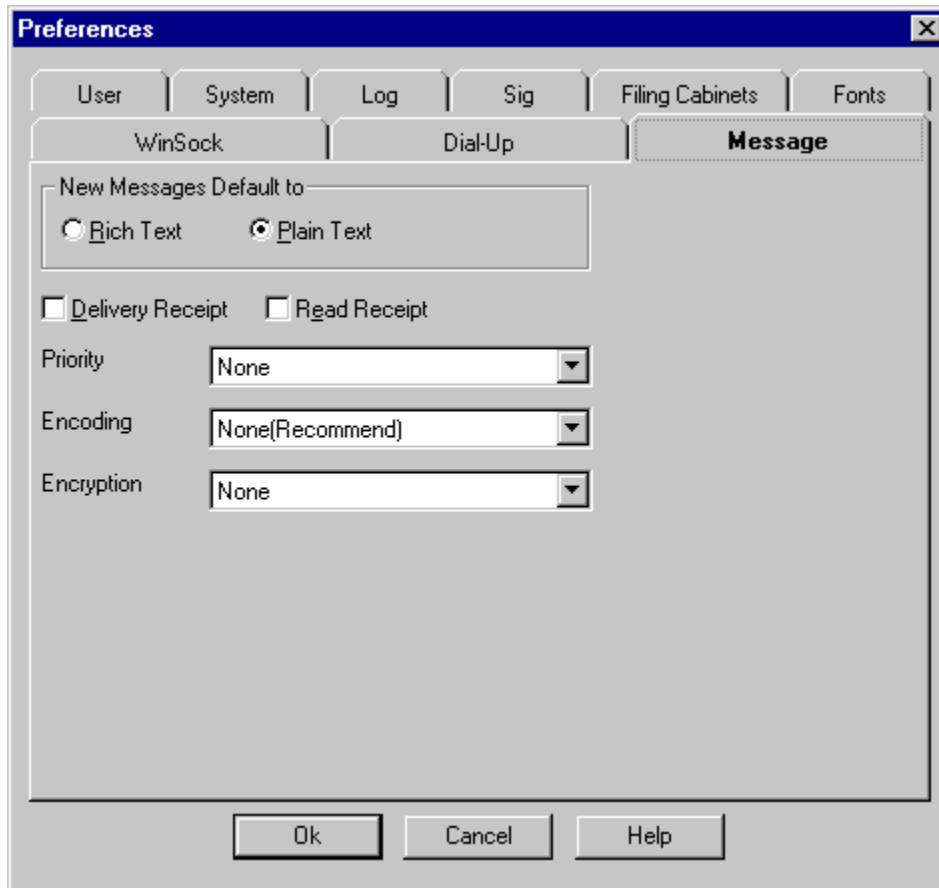 Preferences
User System Log Sig Filing Cabinets Fonts
WinSock Dial-Up Message
New Messages Default to
Rich Text Plain Text
Delivery Receipt Read Receipt
Priority None
Encoding None(Recommend)
Encryption None
Ok Cancel Help